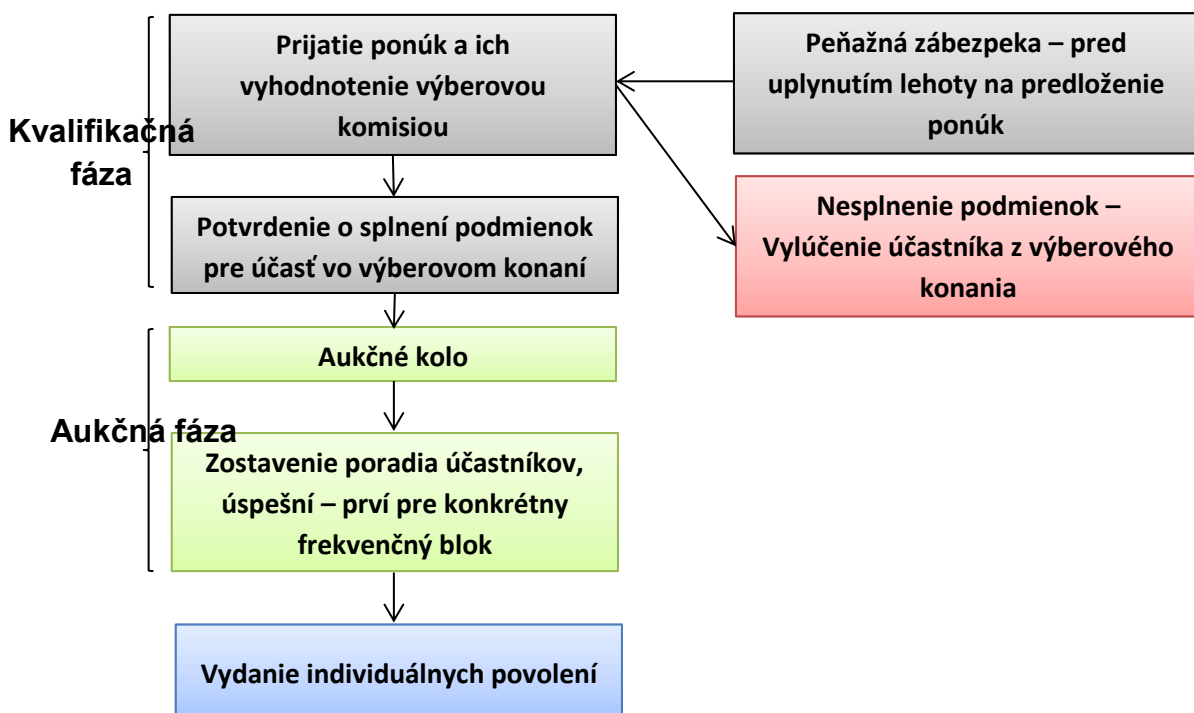 Kvalifikačná
fáza
Prijatie ponúk a ich
vyhodnotenie výberovou
komisiou
Peňažná zábezpeka – pred
uplynutím lehoty na predloženie
ponúk
Potvrdenie o splnení podmienok
pre účasť vo výberovom konaní
Nesplnenie podmienok –
Vylúčenie účastníka z výberového
konania
Aukčná fáza
Aukčné kolo
Zostavenie poradia účastníkov,
úspešní – prví pre konkrétny
frekvenčný blok
Vydanie individuálnych povolení